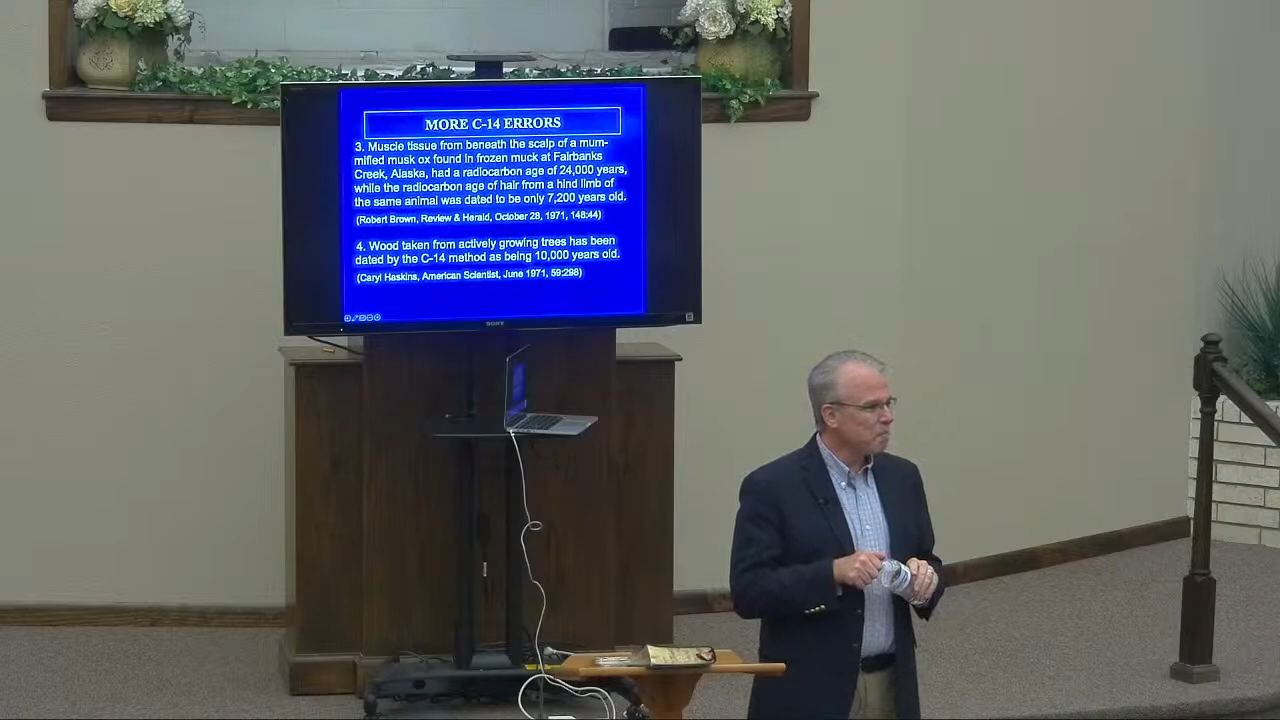 MORE C-14 ERRORS
3. Muscle tissue from beneath the scalp of a mum-
mified musk ox found in frozen muck at Fairbanks
Creek, Alaska, had a radiocarbon age of 24,000 years,
while the radiocarbon age of hair from a hind limb of
the same animal was dated to be only 7,200 years old.
(Robert Brown, Review & Herald, October 28, 1971, 148:44)
4. Wood taken from actively growing trees has been
dated by the C-14 method as being 10,000 years old.
(Caryl Haskins, American Scientist, June 1971, 59:298)
SONY